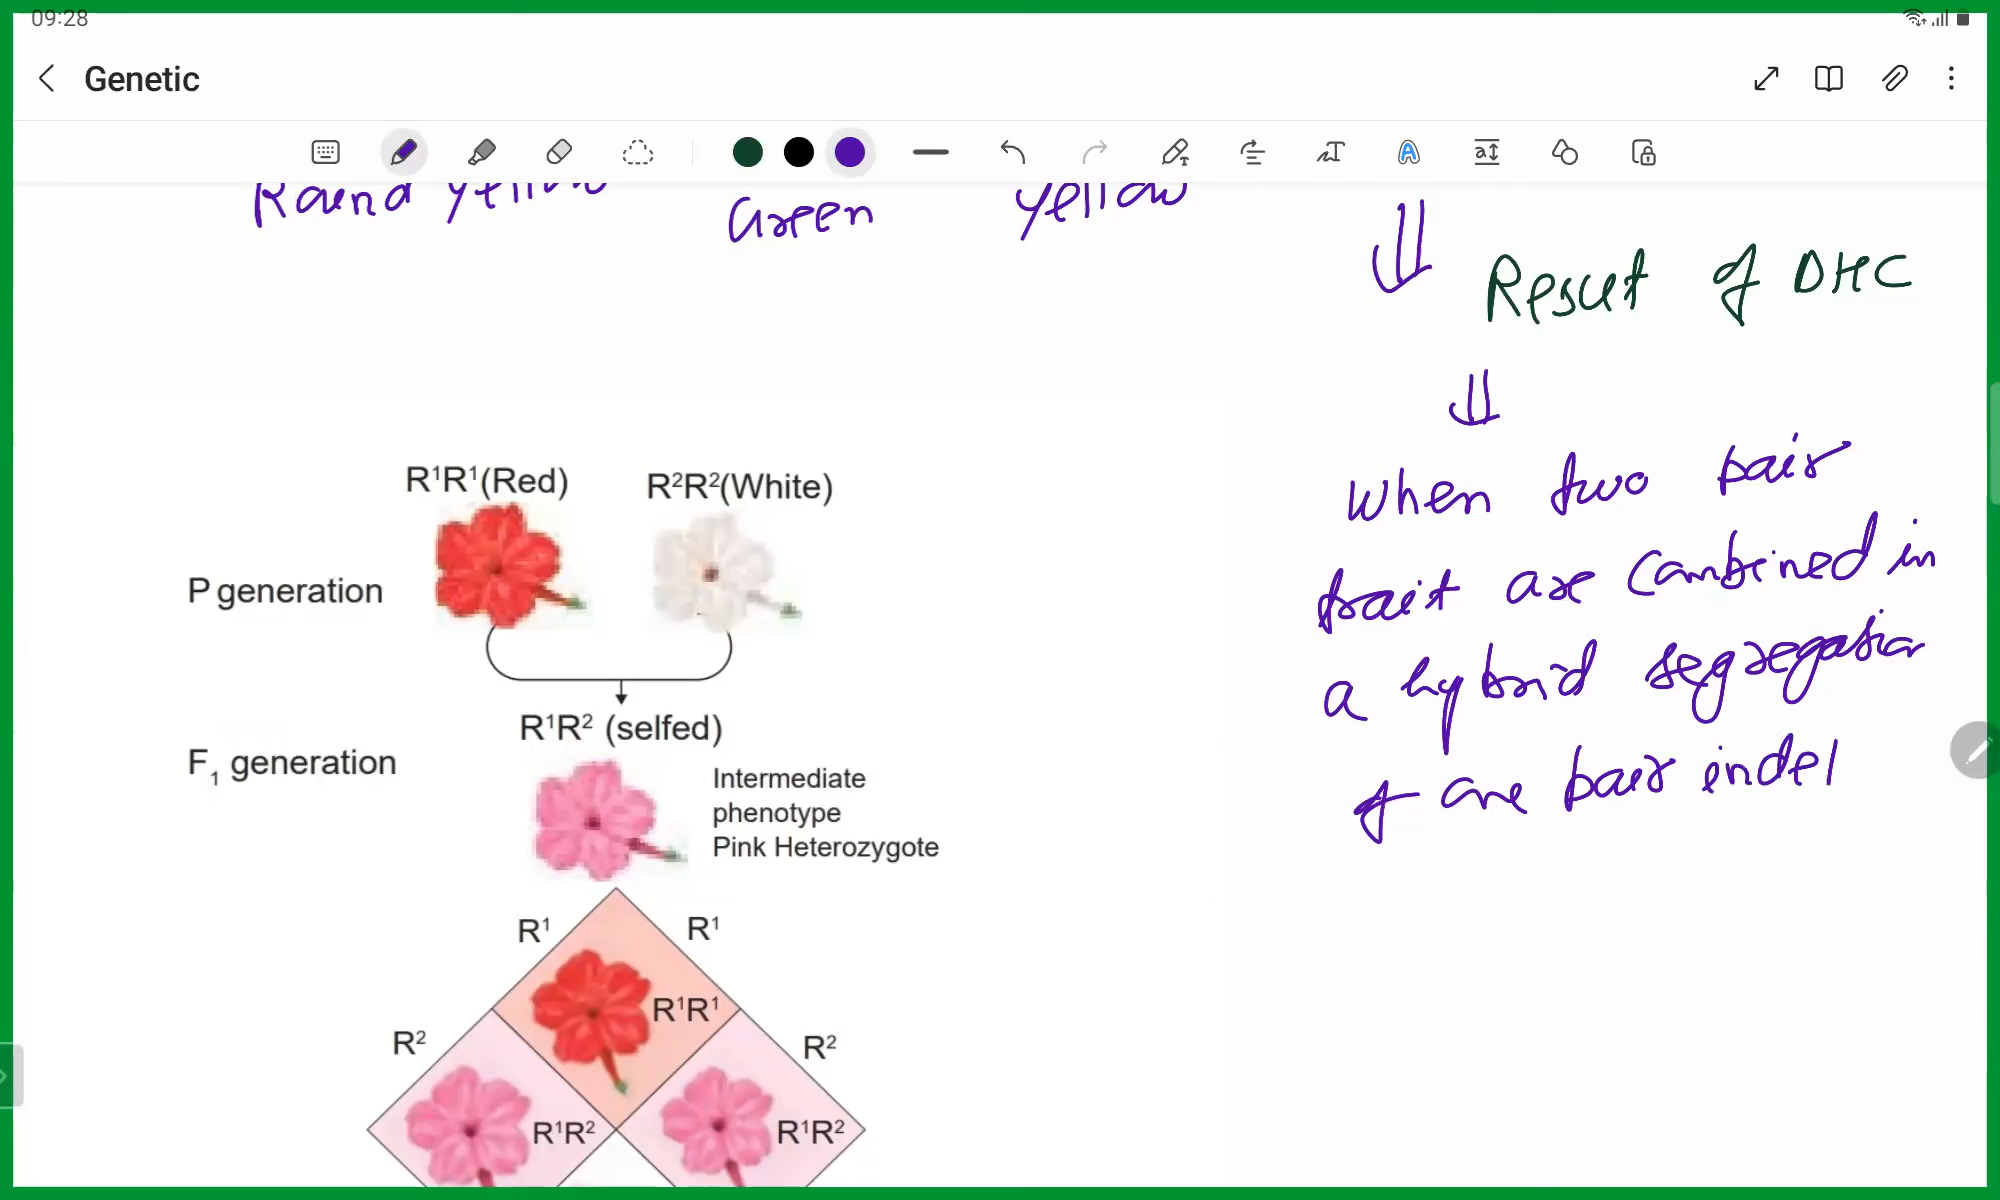 09:28
Genetic
Round yellow
Green
yellow
Result of DHC
When two pair
trait are combined in
a hybrid segregation
of one pair indel
R¹R¹(Red)
R²R²(White)
P generation
R¹R² (selfed)
F₁ generation
Intermediate
phenotype
Pink Heterozygote
R¹
R¹
R¹R¹
R²
R²
R¹R²
R¹R²